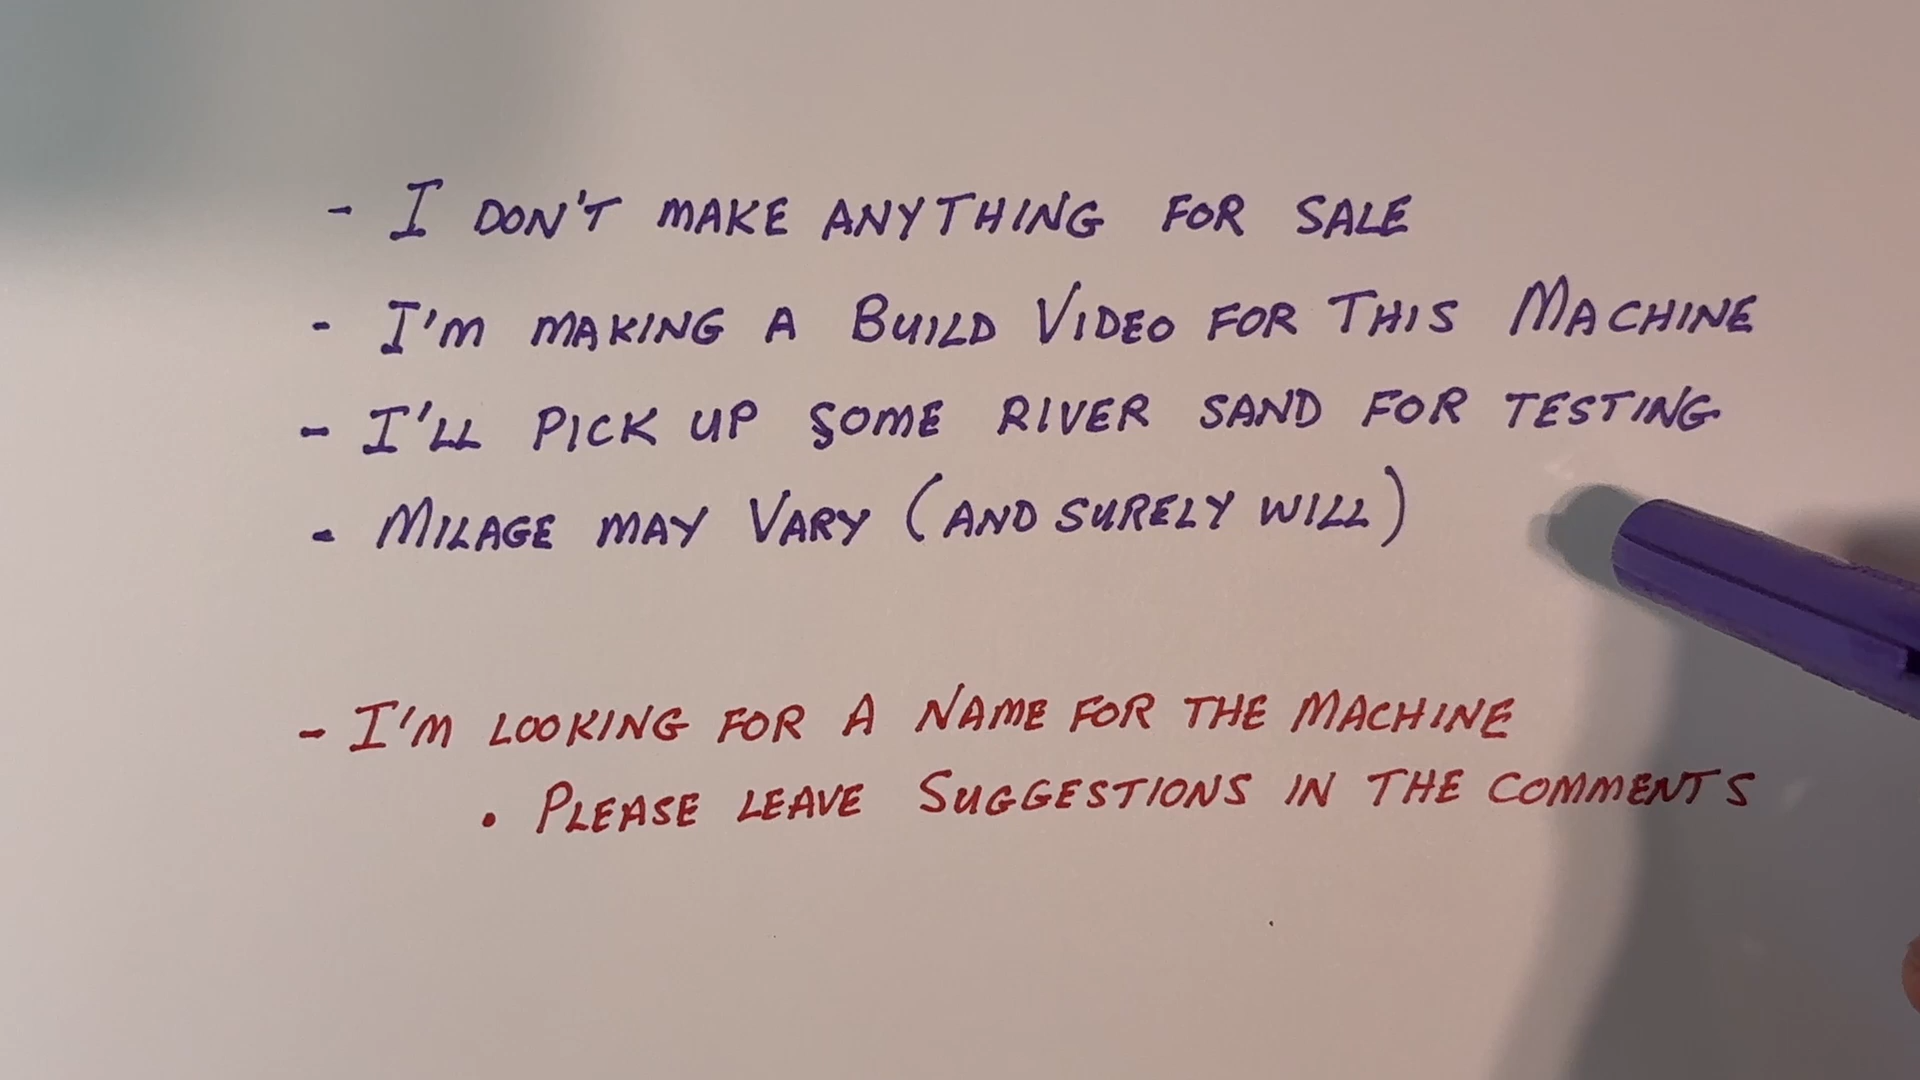 - I DON'T MAKE ANYTHING FOR SALE
- I'M MAKING A BUILD VIDEO FOR THIS MACHINE
- I'LL PICK UP SOME RIVER SAND FOR TESTING
- MILAGE MAY VARY (AND SURELY WILL)
- I'M LOOKING FOR A NAME FOR THE MACHINE
• PLEASE LEAVE SUGGESTIONS IN THE COMMENTS